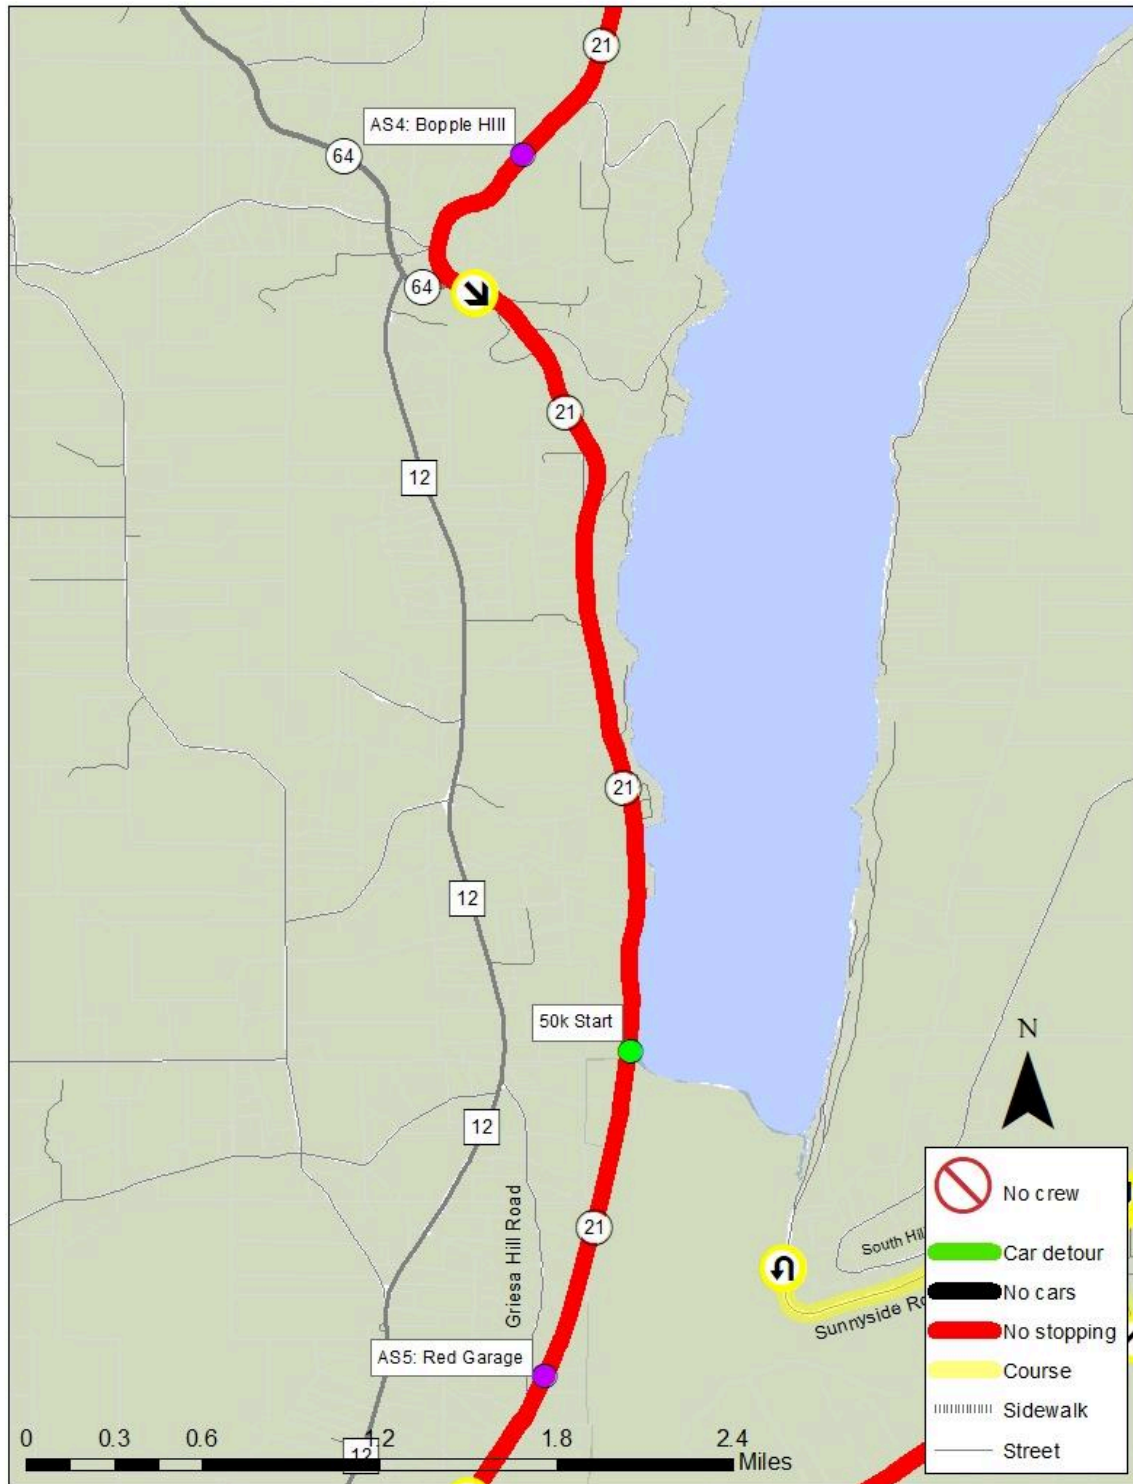 21
AS4: Bopple HIll
64
64
21
12
21
12
50k Start
N
12
Griesa Hill Road
21
South Hil
Sunnyside Ro
AS5: Red Garage
No crew
Car detour
No cars
No stopping
Course
Sidewalk
Street
0 0.3 0.6 1.2 1.8 2.4
Miles
12